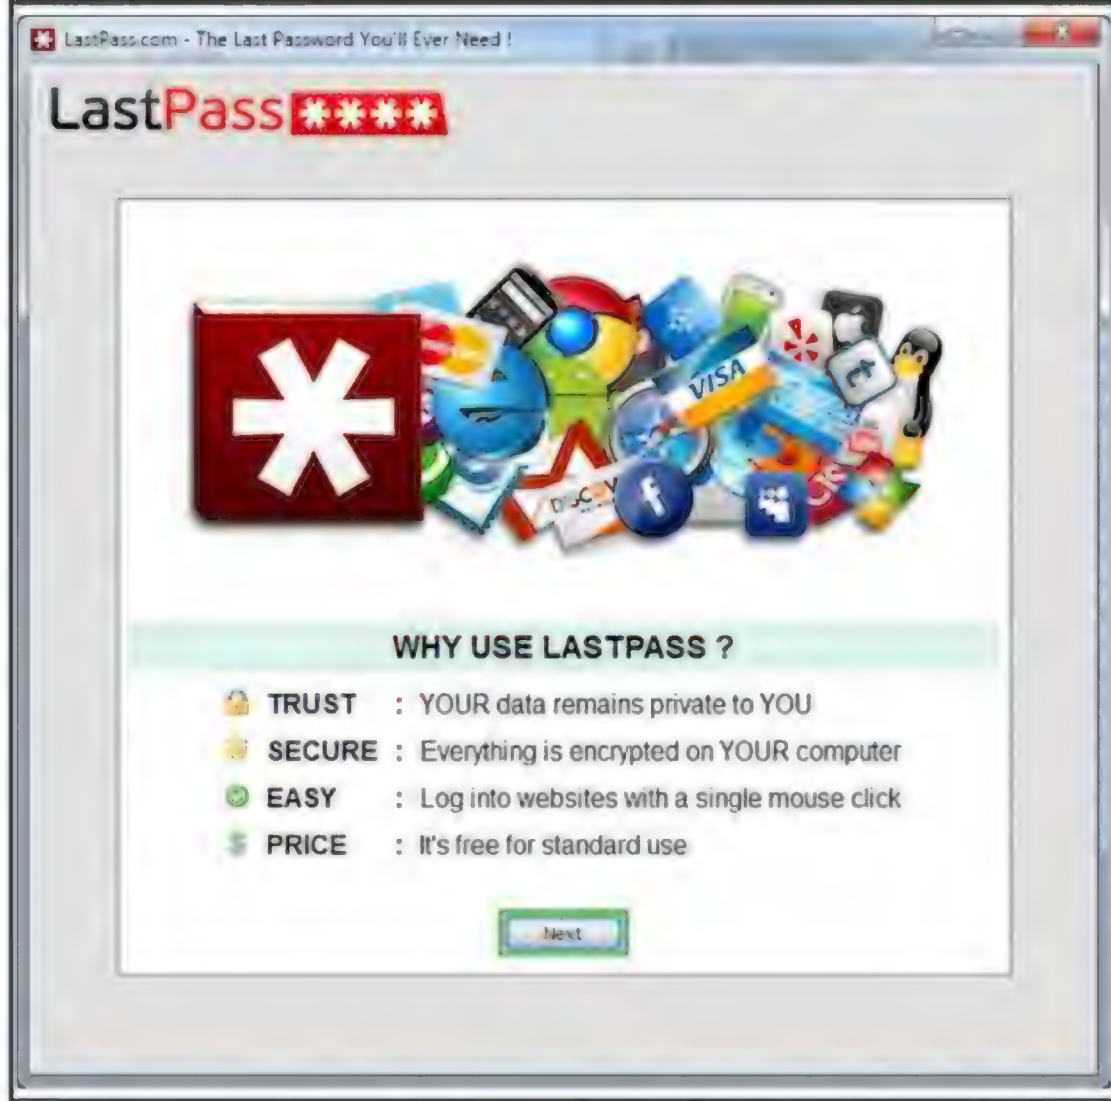 LastPass.com - The Last Password You'll Ever Need !
LastPass ****
VISA
f
WHY USE LASTPASS ?
TRUST : YOUR data remains private to YOU
SECURE : Everything is encrypted on YOUR computer
EASY : Log into websites with a single mouse click
$ PRICE : It's free for standard use
Next